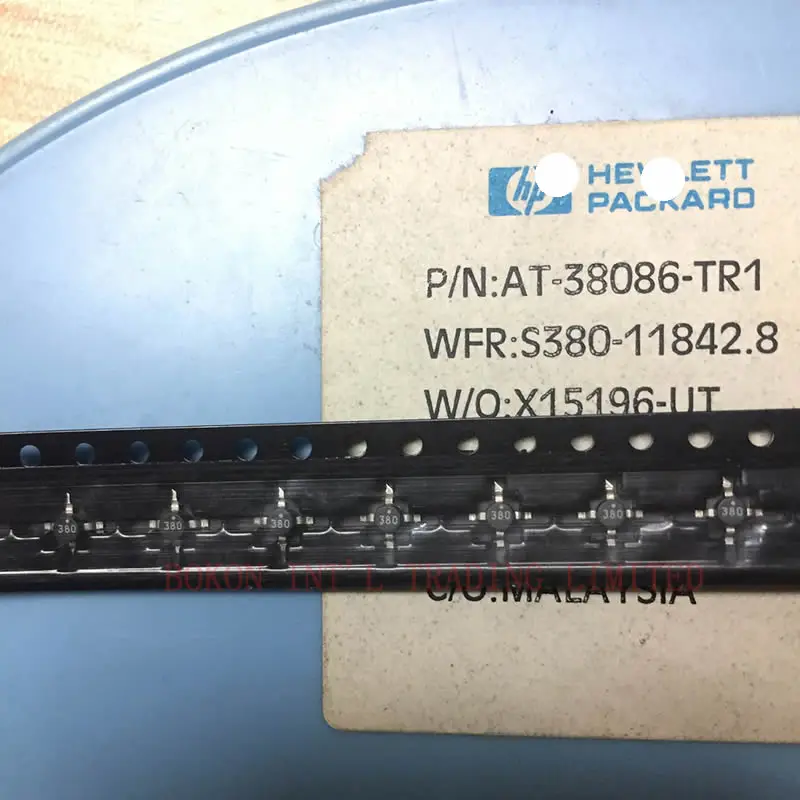 hp HEWLETT
PACKARD
P/N:AT-38086-TR1
WFR:S380-11842.8
W/O:X15196-UT
380 380 380 380 380 380 380
BOKON INT'L TRADING LIMITED
C/O:MALAYSIA